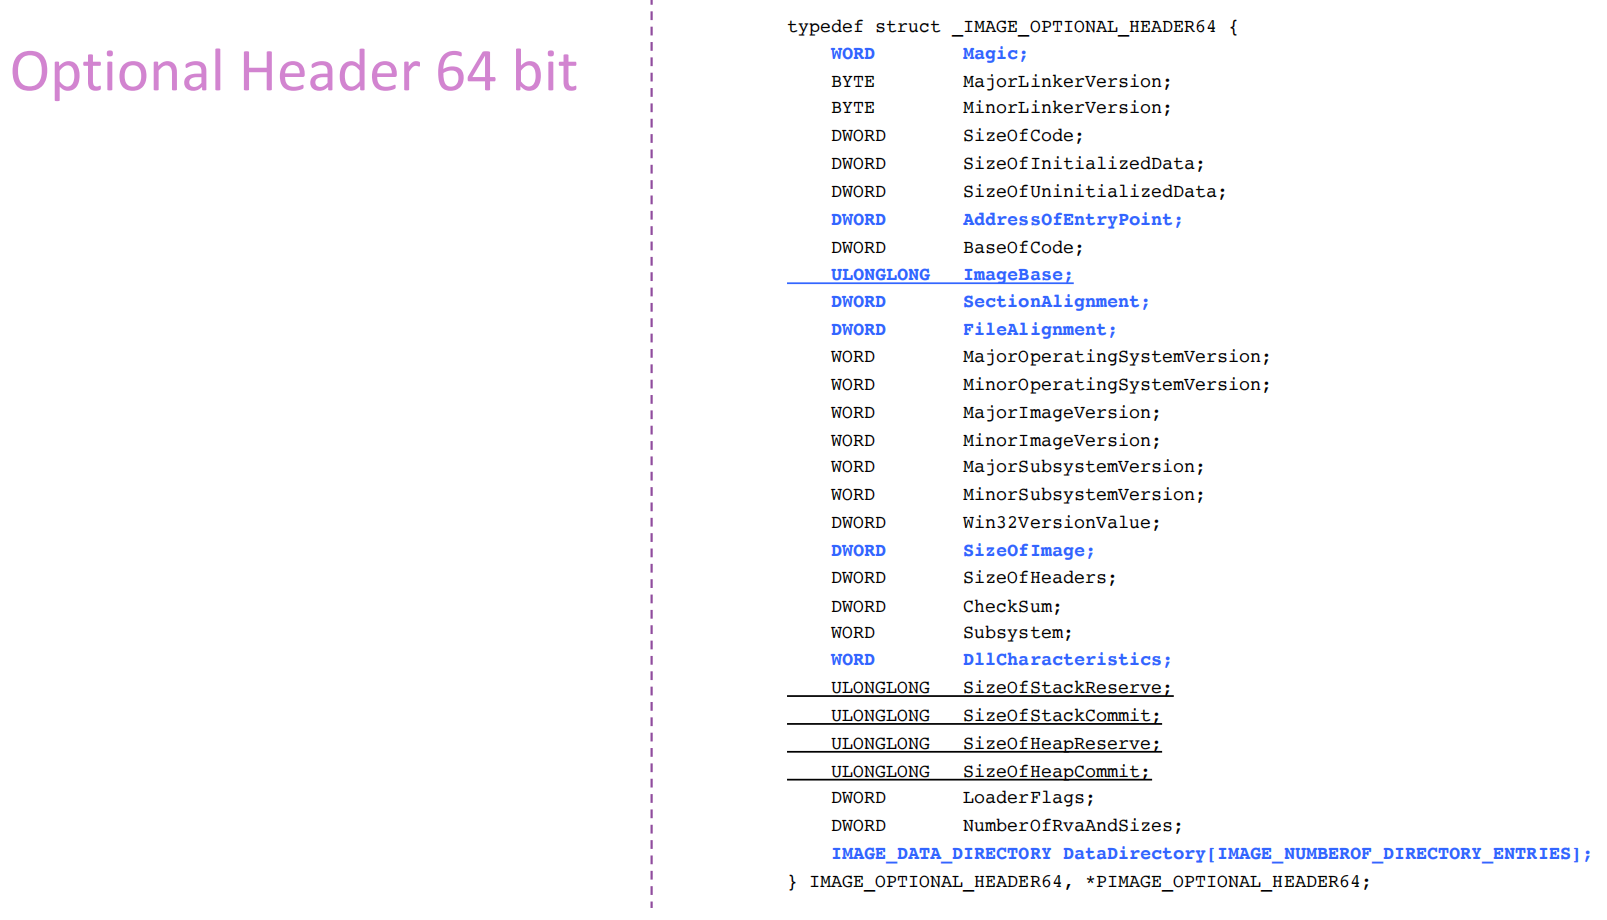 Optional Header 64 bit
typedef struct _IMAGE_OPTIONAL_HEADER64 {
WORD Magic;
BYTE MajorLinkerVersion;
BYTE MinorLinkerVersion;
DWORD SizeOfCode;
DWORD SizeOfInitializedData;
DWORD SizeOfUninitializedData;
DWORD AddressOfEntryPoint;
DWORD BaseOfCode;
ULONGLONG ImageBase;
DWORD SectionAlignment;
DWORD FileAlignment;
WORD MajorOperatingSystemVersion;
WORD MinorOperatingSystemVersion;
WORD MajorImageVersion;
WORD MinorImageVersion;
WORD MajorSubsystemVersion;
WORD MinorSubsystemVersion;
DWORD Win32VersionValue;
DWORD SizeOfImage;
DWORD SizeOfHeaders;
DWORD CheckSum;
WORD Subsystem;
WORD DllCharacteristics;
ULONGLONG SizeOfStackReserve;
ULONGLONG SizeOfStackCommit;
ULONGLONG SizeOfHeapReserve;
ULONGLONG SizeOfHeapCommit;
DWORD LoaderFlags;
DWORD NumberOfRvaAndSizes;
IMAGE_DATA_DIRECTORY DataDirectory[IMAGE_NUMBEROF_DIRECTORY_ENTRIES];
} IMAGE_OPTIONAL_HEADER64, *PIMAGE_OPTIONAL_HEADER64;